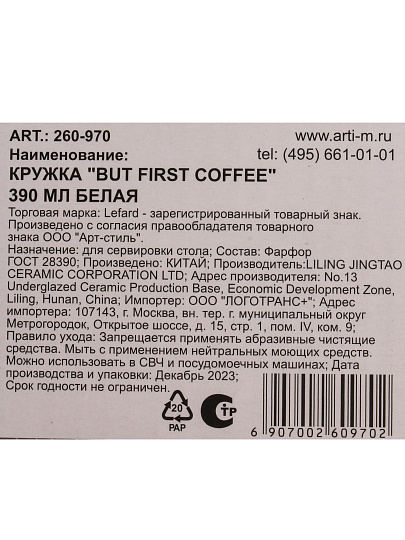 ART.: 260-970 www.arti-m.ru
Наименование: tel: (495) 661-01-01
КРУЖКА "BUT FIRST COFFEE"
390 МЛ БЕЛАЯ
Торговая марка: Lefard - зарегистрированный товарный знак.
Произведено с согласия правообладателя товарного
знака ООО "Арт-стиль".
Назначение: для сервировки стола; Состав: Фарфор
ГОСТ 28390; Произведено: КИТАЙ; Производитель:LILING JINGTAO
CERAMIC CORPORATION LTD; Адрес производителя: No.13
Underglazed Ceramic Production Base, Economic Development Zone,
Liling, Hunan, China; Импортер: ООО "ЛОГОТРАНС+"; Адрес
импортера: 107143, г. Москва, вн. тер. г. муниципальный округ
Метрогородок, Открытое шоссе, д. 15, стр. 1, пом. IV, ком. 9;
Правило ухода: Запрещается применять абразивные чистящие
средства. Мыть с применением нейтральных моющих средств.
Можно использовать в СВЧ и посудомоечных машинах; Дата
производства и упаковки: Декабрь 2023;
Срок годности не ограничен.
20
PAP
СТР
6 907002 609702